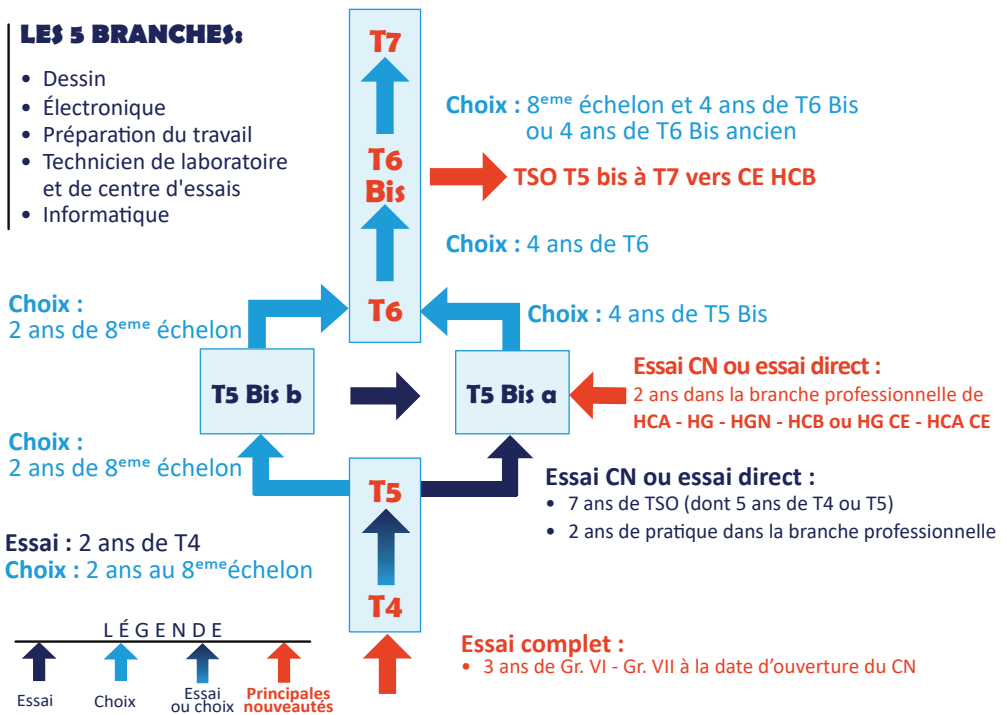 LES 5 BRANCHES:
• Dessin
• Électronique
• Préparation du travail
• Technicien de laboratoire
et de centre d'essais
• Informatique
T7
Choix : 8eme échelon et 4 ans de T6 Bis
ou 4 ans de T6 Bis ancien
T6
Bis
TSO T5 bis à T7 vers CE HCB
Choix : 4 ans de T6
Choix :
2 ans de 8eme échelon
T6
Choix : 4 ans de T5 Bis
T5 Bis b
T5 Bis a
Essai CN ou essai direct :
2 ans dans la branche professionnelle de
HCA - HG - HGN - HCB ou HG CE - HCA CE
Choix :
2 ans de 8eme échelon
T5
Essai CN ou essai direct :
• 7 ans de TSO (dont 5 ans de T4 ou T5)
• 2 ans de pratique dans la branche professionnelle
Essai : 2 ans de T4
Choix : 2 ans au 8emeéchelon
T4
Essai complet :
• 3 ans de Gr. VI - Gr. VII à la date d'ouverture du CN
LÉGENDE
Essai
Choix
Essai
ou choix
Principales
nouveautés